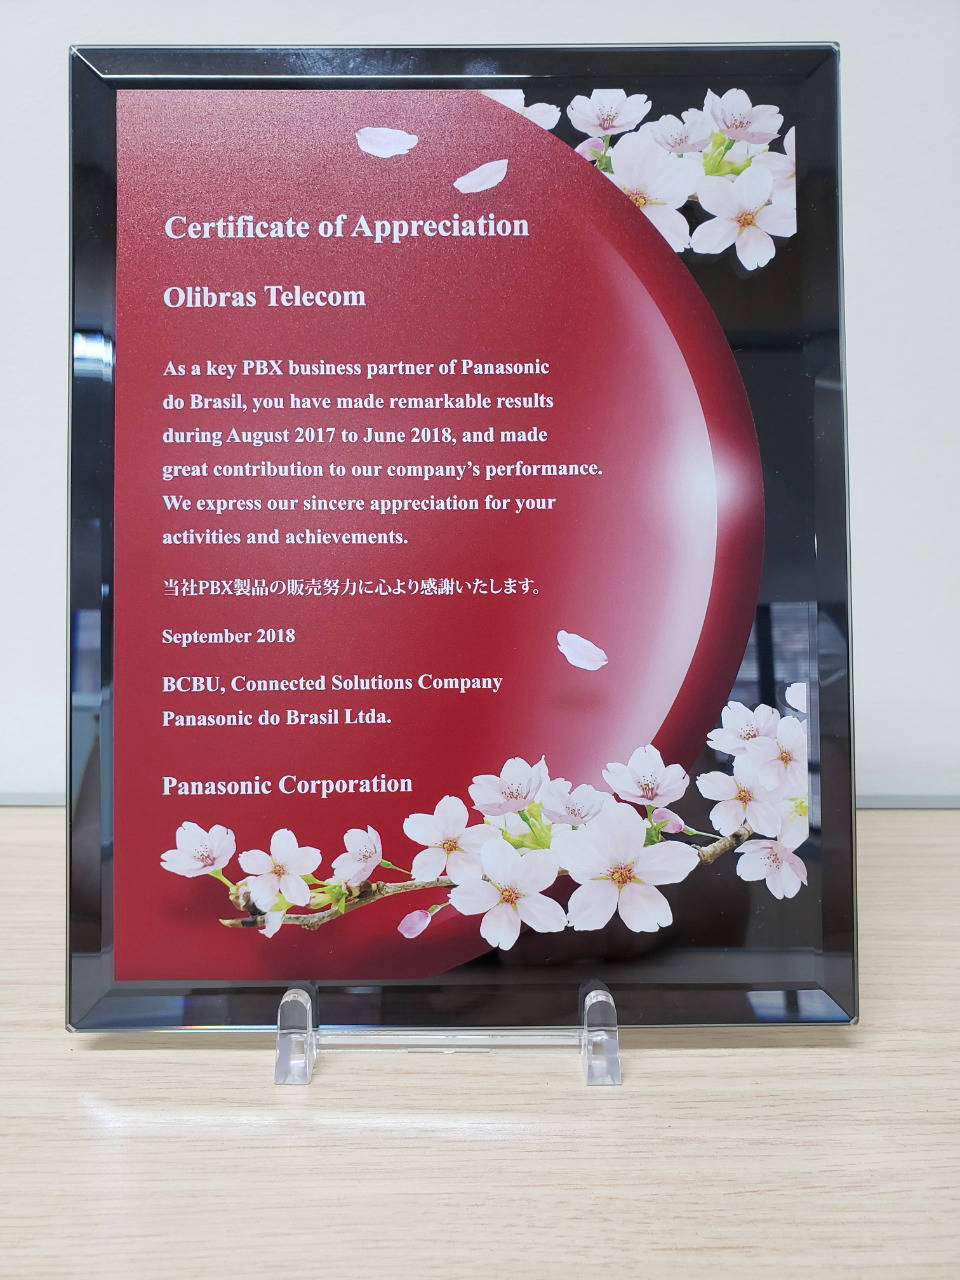 Certificate of Appreciation
Olibras Telecom
As a key PBX business partner of Panasonic
do Brasil, you have made remarkable results
during August 2017 to June 2018, and made
great contribution to our company's performance.
We express our sincere appreciation for your
activities and achievements.
当社PBX製品の販売努力に心より感謝いたします。
September 2018
BCBU, Connected Solutions Company
Panasonic do Brasil Ltda.
Panasonic Corporation